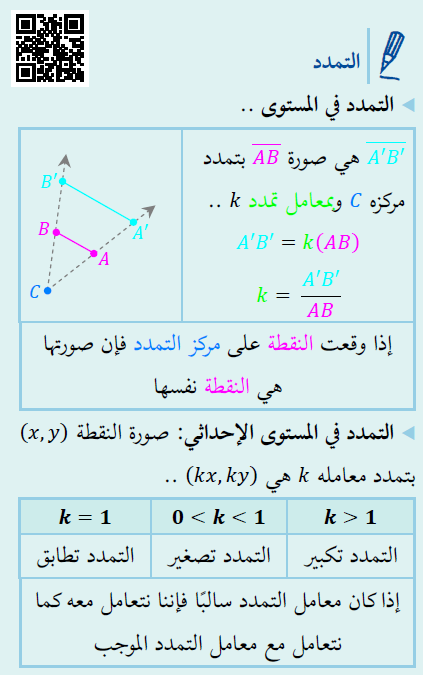 التمدد
التمدد في المستوى ..
A′B′ هي صورة AB بتمدد
مركزه C وبمعامل تمدد k ..
A′B′ = k(AB)
k = A′B′ / AB
B′
B
A′
A
C
إذا وقعت النقطة على مركز التمدد فإن صورتها
هي النقطة نفسها
التمدد في المستوى الإحداثي: صورة النقطة (x, y)
بتمدد معامله k هي (kx, ky) ..
k > 1 0 < k < 1 k = 1
التمدد تكبير التمدد تصغير التمدد تطابق
إذا كان معامل التمدد سالبًا فإننا نتعامل معه كما
نتعامل مع معامل التمدد الموجب